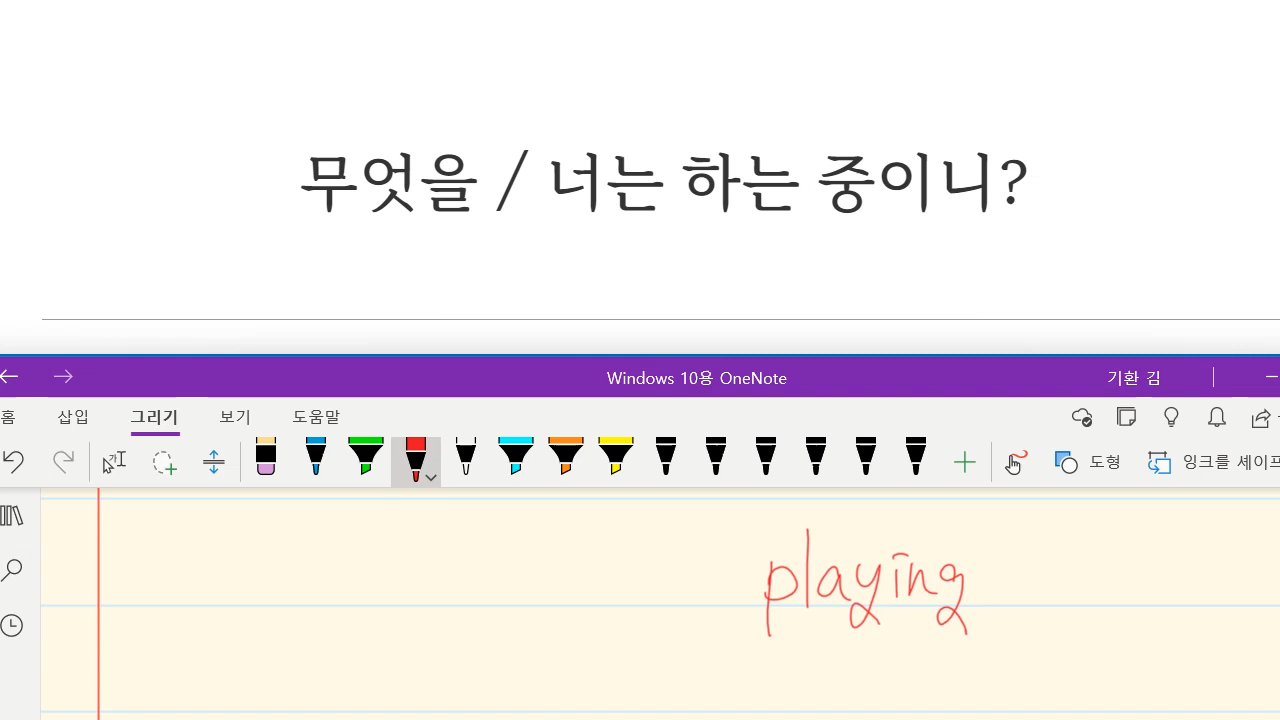 무엇을 / 너는 하는 중이니?
Windows 10용 OneNote
기환 김
홈 삽입 그리기 보기 도움말
도형 잉크를 셰이프
playing